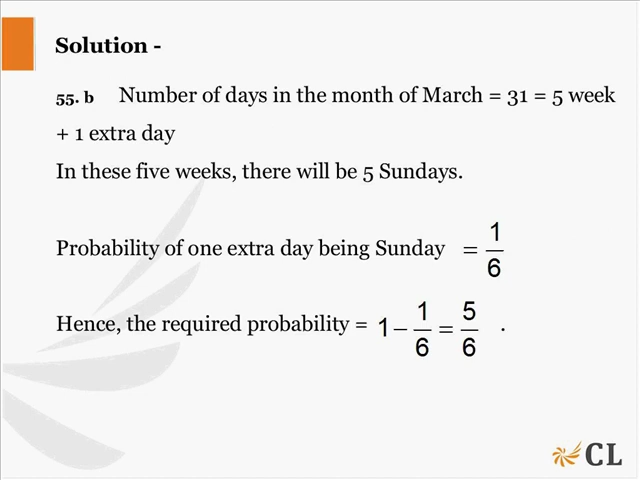 Solution -
55. b Number of days in the month of March = 31 = 5 week
+ 1 extra day
In these five weeks, there will be 5 Sundays.
Probability of one extra day being Sunday = 1/6
Hence, the required probability = 1 − 1/6 = 5/6 .
CL